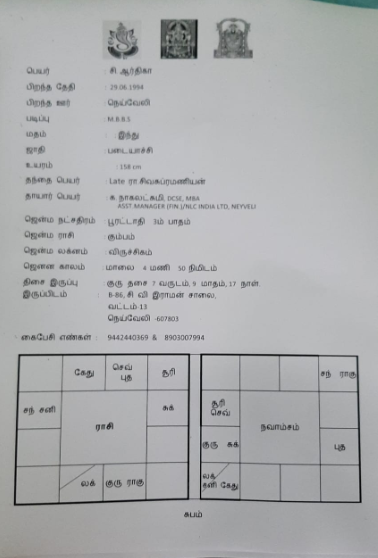 பெயர் : சி. ஆர்திகா
பிறந்த தேதி : 29.06.1994
பிறந்த ஊர் : நெய்வேலி
படிப்பு : M.B.B.S
மதம் : இந்து
ஜாதி : படையாச்சி
உயரம் : 158 cm
தந்தை பெயர் : Late ரா.சிவசுப்ரமணியன்
தாயார் பெயர் : க. நாகலட்சுமி, DCSE, MBA
ASST.MANAGER (FIN.)/NLC INDIA LTD, NEYVELI
ஜென்ம நட்சத்திரம் : பூரட்டாதி 3ம் பாதம்
ஜென்ம ராசி : கும்பம்
ஜென்ம லக்னம் : விருச்சிகம்
ஜெனன காலம் : மாலை 4 மணி 50 நிமிடம்
திசை இருப்பு : குரு தசை 7 வருடம், 9 மாதம், 17 நாள்.
இருப்பிடம் : B-86, சி வி இராமன் சாலை,
வட்டம்-13
நெய்வேலி -607803
கைபேசி எண்கள் : 9442440369 & 8903007994
கேது செவ் புத சூரி
சந் சனி ராசி சுக்
லக் குரு ராகு
சந் ராகு
சூரி செவ் நவாம்சம்
குரு சுக் புத
லக் சனி கேது
சுபம்